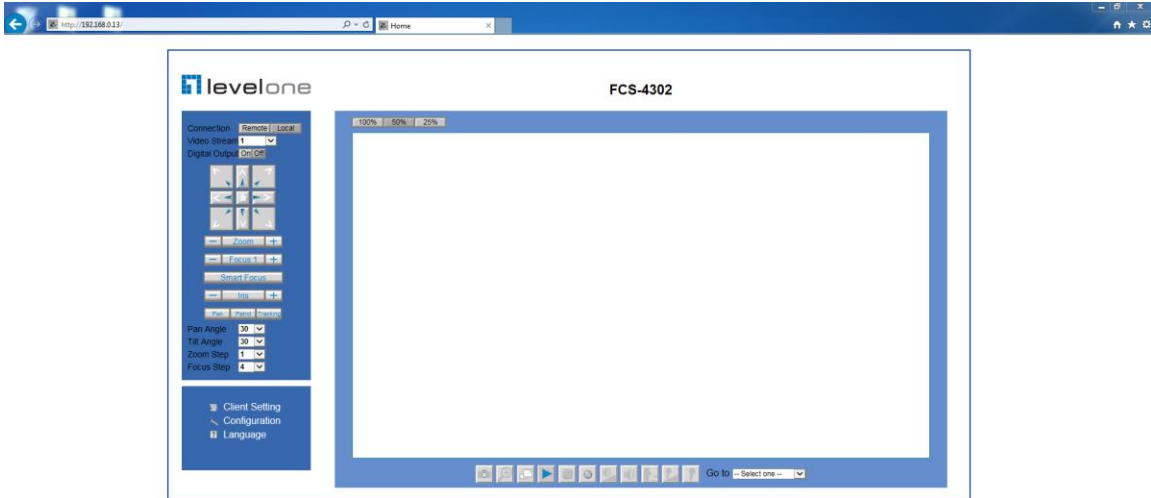 http://192.168.0.13/
Home
levelone
FCS-4302
Connection Remote Local
Video Stream 1
Digital Output On Off
Zoom
Focus 1
Smart Focus
Iris
Pan Patrol Tracking
Pan Angle 30
Tilt Angle 30
Zoom Step 1
Focus Step 4
Client Setting
Configuration
Language
100% 50% 25%
Go to -- Select one --